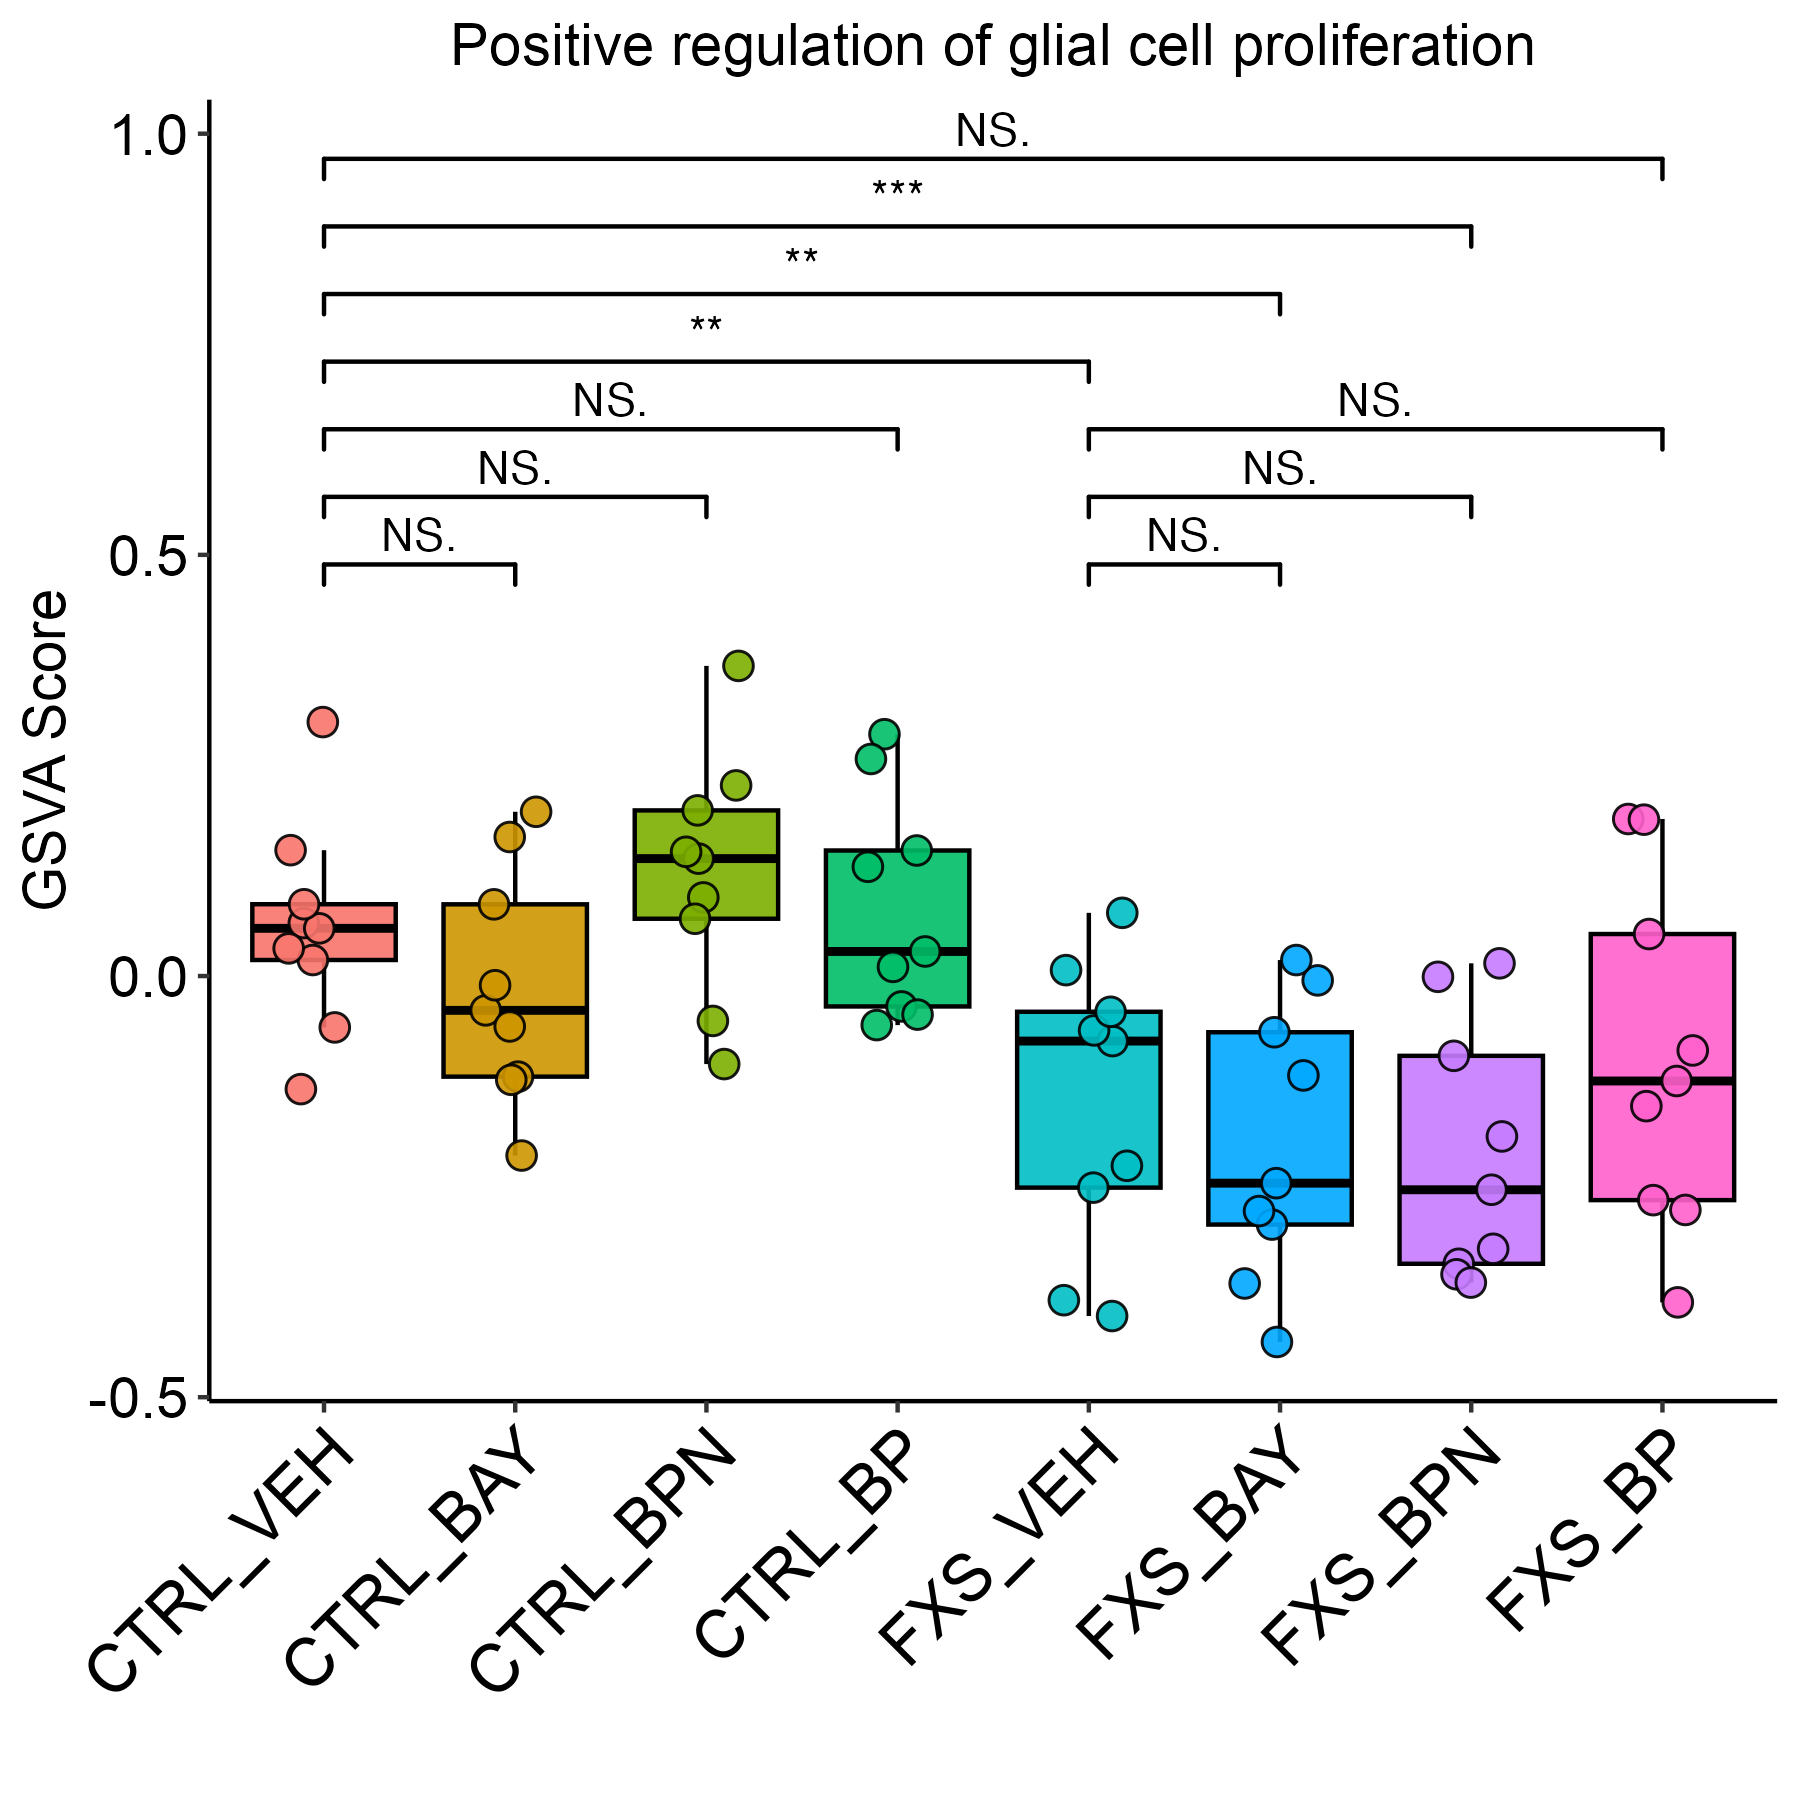 Positive regulation of glial cell proliferation
1.0
NS.
***
**
**
NS. NS.
NS. NS.
NS. NS.
0.5
GSVA Score
0.0
-0.5
CTRL_VEH
CTRL_BAY
CTRL_BPN
CTRL_BP
FXS_VEH
FXS_BAY
FXS_BPN
FXS_BP